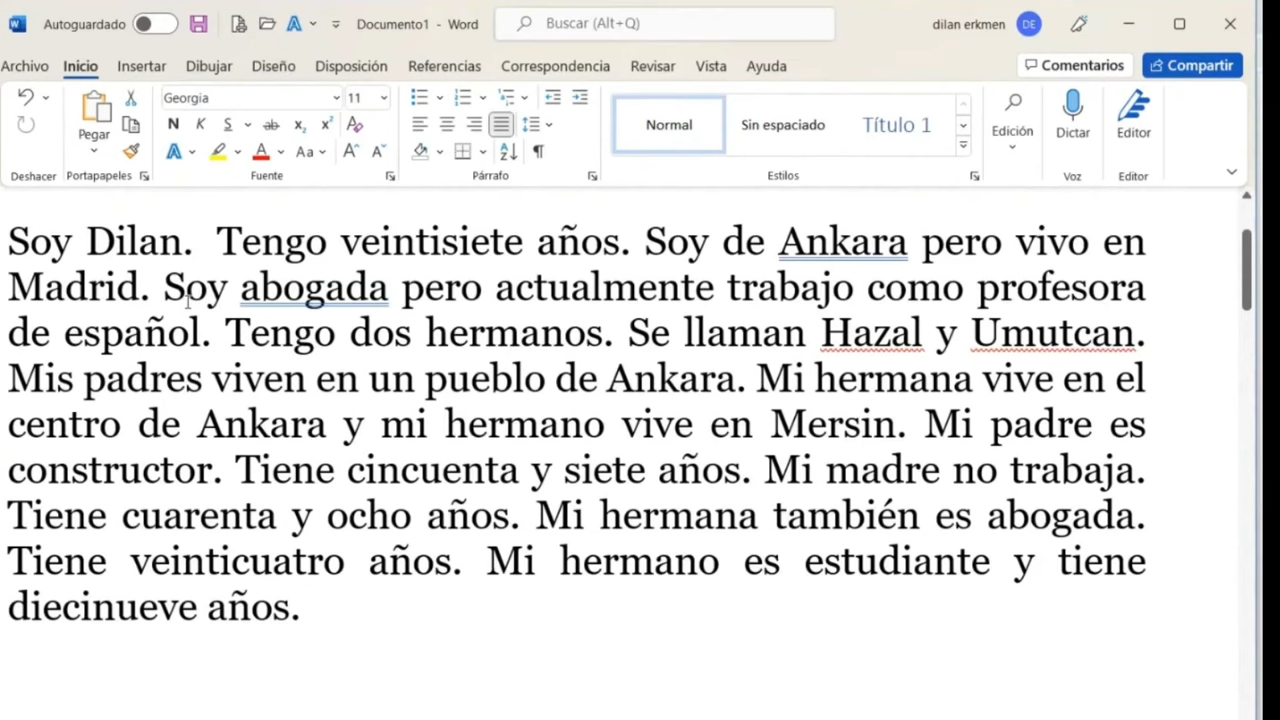 Autoguardado Documento1 - Word Buscar (Alt+Q) dilan erkmen DE
Archivo Inicio Insertar Dibujar Diseño Disposición Referencias Correspondencia Revisar Vista Ayuda Comentarios Compartir
Georgia 11
Pegar
N K S ab x₂ x² A
A A Aa A A
Normal Sin espaciado Título 1
Edición Dictar Editor
Deshacer Portapapeles Fuente Párrafo Estilos Voz Editor
Soy Dilan.  Tengo veintisiete años. Soy de Ankara pero vivo en
Madrid. Soy abogada pero actualmente trabajo como profesora
de español. Tengo dos hermanos. Se llaman Hazal y Umutcan.
Mis padres viven en un pueblo de Ankara. Mi hermana vive en el
centro de Ankara y mi hermano vive en Mersin. Mi padre es
constructor. Tiene cincuenta y siete años. Mi madre no trabaja.
Tiene cuarenta y ocho años. Mi hermana también es abogada.
Tiene veinticuatro años. Mi hermano es estudiante y tiene
diecinueve años.